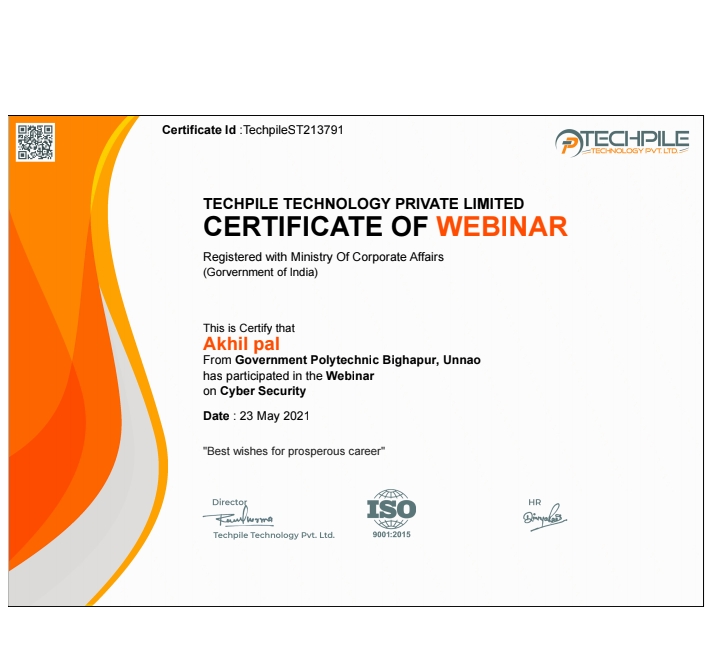 Certificate Id :TechpileST213791
TECHPILE
TECHNOLOGY PVT. LTD.
TECHPILE TECHNOLOGY PRIVATE LIMITED
CERTIFICATE OF WEBINAR
Registered with Ministry Of Corporate Affairs
(Gorvernment of India)
This is Certify that
Akhil pal
From Government Polytechnic Bighapur, Unnao
has participated in the Webinar
on Cyber Security
Date : 23 May 2021
"Best wishes for prosperous career"
Director
Techpile Technology Pvt. Ltd.
ISO
9001:2015
HR